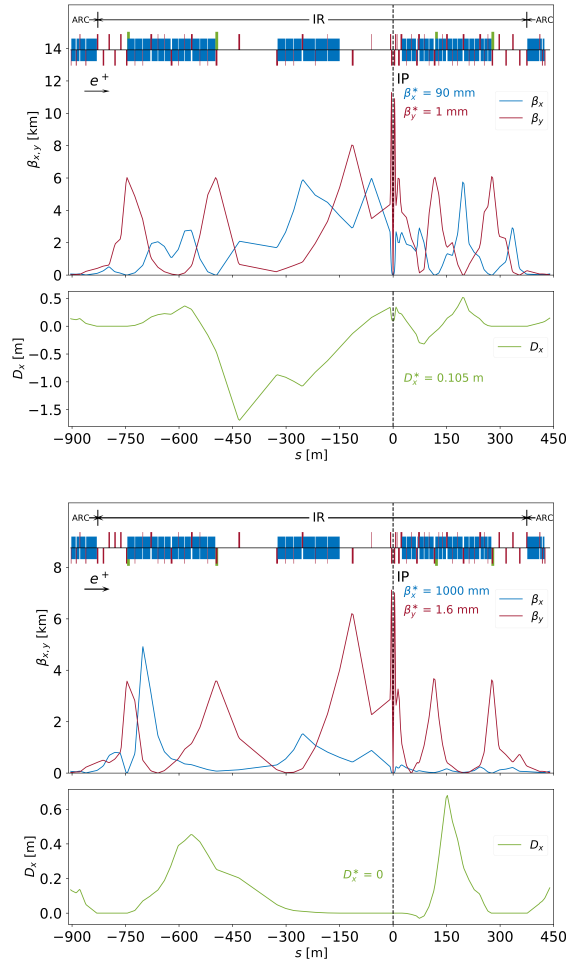 ARC IR ARC
14
12
10
8
6
4
2
0
βx,y [km]
e+
IP
βx* = 90 mm
βy* = 1 mm
βx
βy
0.5
0.0
−0.5
−1.0
−1.5
Dx [m]
Dx
Dx* = 0.105 m
−900 −750 −600 −450 −300 −150 0 150 300 450
s [m]
ARC IR ARC
8
6
4
2
0
βx,y [km]
e+
IP
βx* = 1000 mm
βy* = 1.6 mm
βx
βy
0.6
0.4
0.2
0.0
Dx [m]
Dx
Dx* = 0
−900 −750 −600 −450 −300 −150 0 150 300 450
s [m]